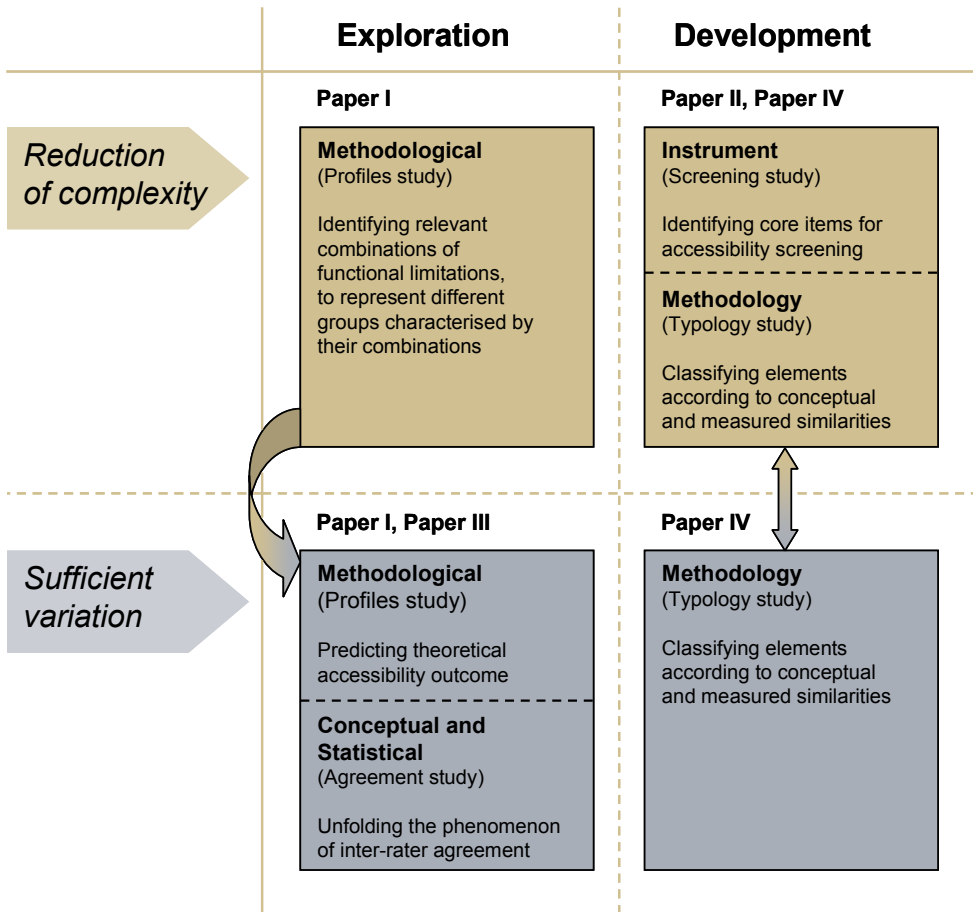 Exploration
Development
Reduction
of complexity
Paper I
Methodological
(Profiles study)
Identifying relevant
combinations of
functional limitations,
to represent different
groups characterised by
their combinations
Paper II, Paper IV
Instrument
(Screening study)
Identifying core items for
accessibility screening
Methodology
(Typology study)
Classifying elements
according to conceptual
and measured similarities
Sufficient
variation
Paper I, Paper III
Methodological
(Profiles study)
Predicting theoretical
accessibility outcome
Conceptual and
Statistical
(Agreement study)
Unfolding the phenomenon
of inter-rater agreement
Paper IV
Methodology
(Typology study)
Classifying elements
according to conceptual
and measured similarities